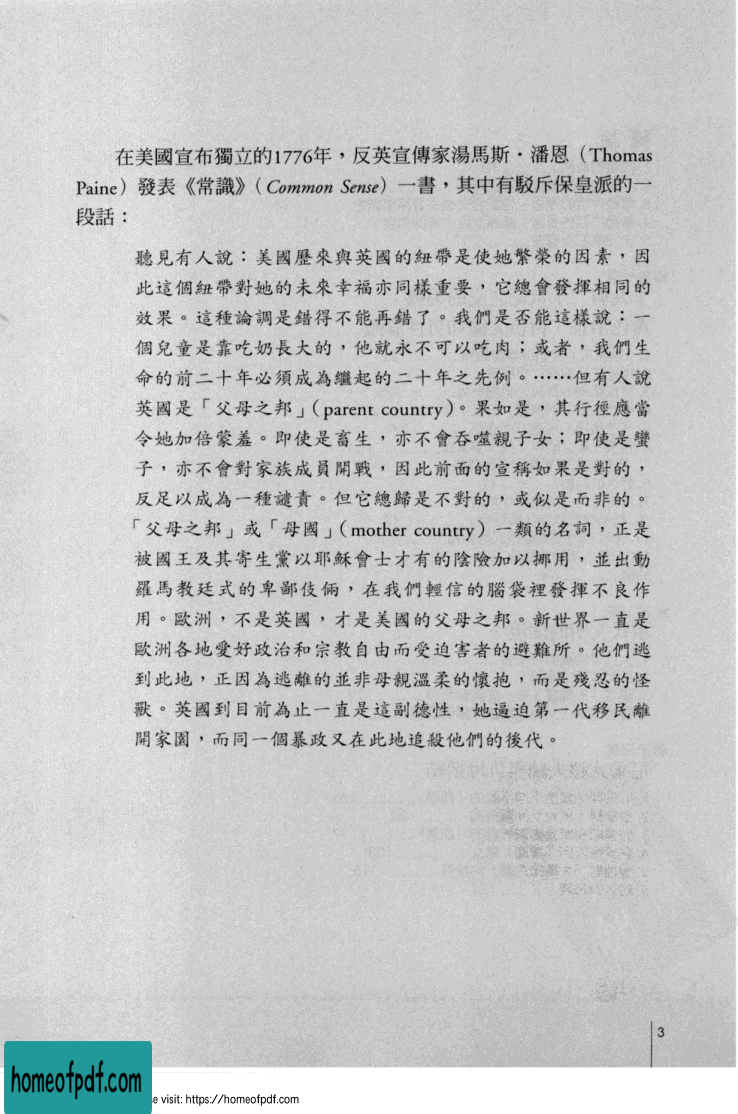 在美國宣布獨立的1776年，反英宣傳家湯馬斯・潘恩（Thomas
Paine）發表《常識》（Common Sense）一書，其中有駁斥保皇派的一
段話：
聽見有人說：美國歷來與英國的紐帶是使她繁榮的因素，因
此這個紐帶對她的未來幸福亦同樣重要，它總會發揮相同的
效果。這種論調是錯得不能再錯了。我們是否能這樣說：一
個兒童是靠吃奶長大的，他就永不可以吃肉；或者，我們生
命的前二十年必須成為繼起的二十年之先例。……但有人說
英國是「父母之邦」（parent country）。果如是，其行徑應當
令她加倍蒙羞。即使是畜生，亦不會吞噬親子女；即使是蠻
子，亦不會對家族成員開戰，因此前面的宣稱如果是對的，
反足以成為一種譴責。但它總歸是不對的，或似是而非的。
「父母之邦」或「母國」（mother country）一類的名詞，正是
被國王及其寄生黨以耶穌會士才有的陰險加以挪用，並出動
羅馬教廷式的卑鄙伎倆，在我們輕信的腦袋裡發揮不良作
用。歐洲，不是英國，才是美國的父母之邦。新世界一直是
歐洲各地愛好政治和宗教自由而受迫害者的避難所。他們逃
到此地，正因為逃離的並非母親溫柔的懷抱，而是殘忍的怪
獸。英國到目前為止一直是這副德性，她逼迫第一代移民離
開家園，而同一個暴政又在此地追殺他們的後代。
3
homeofpdf.com
visit: https://homeofpdf.com